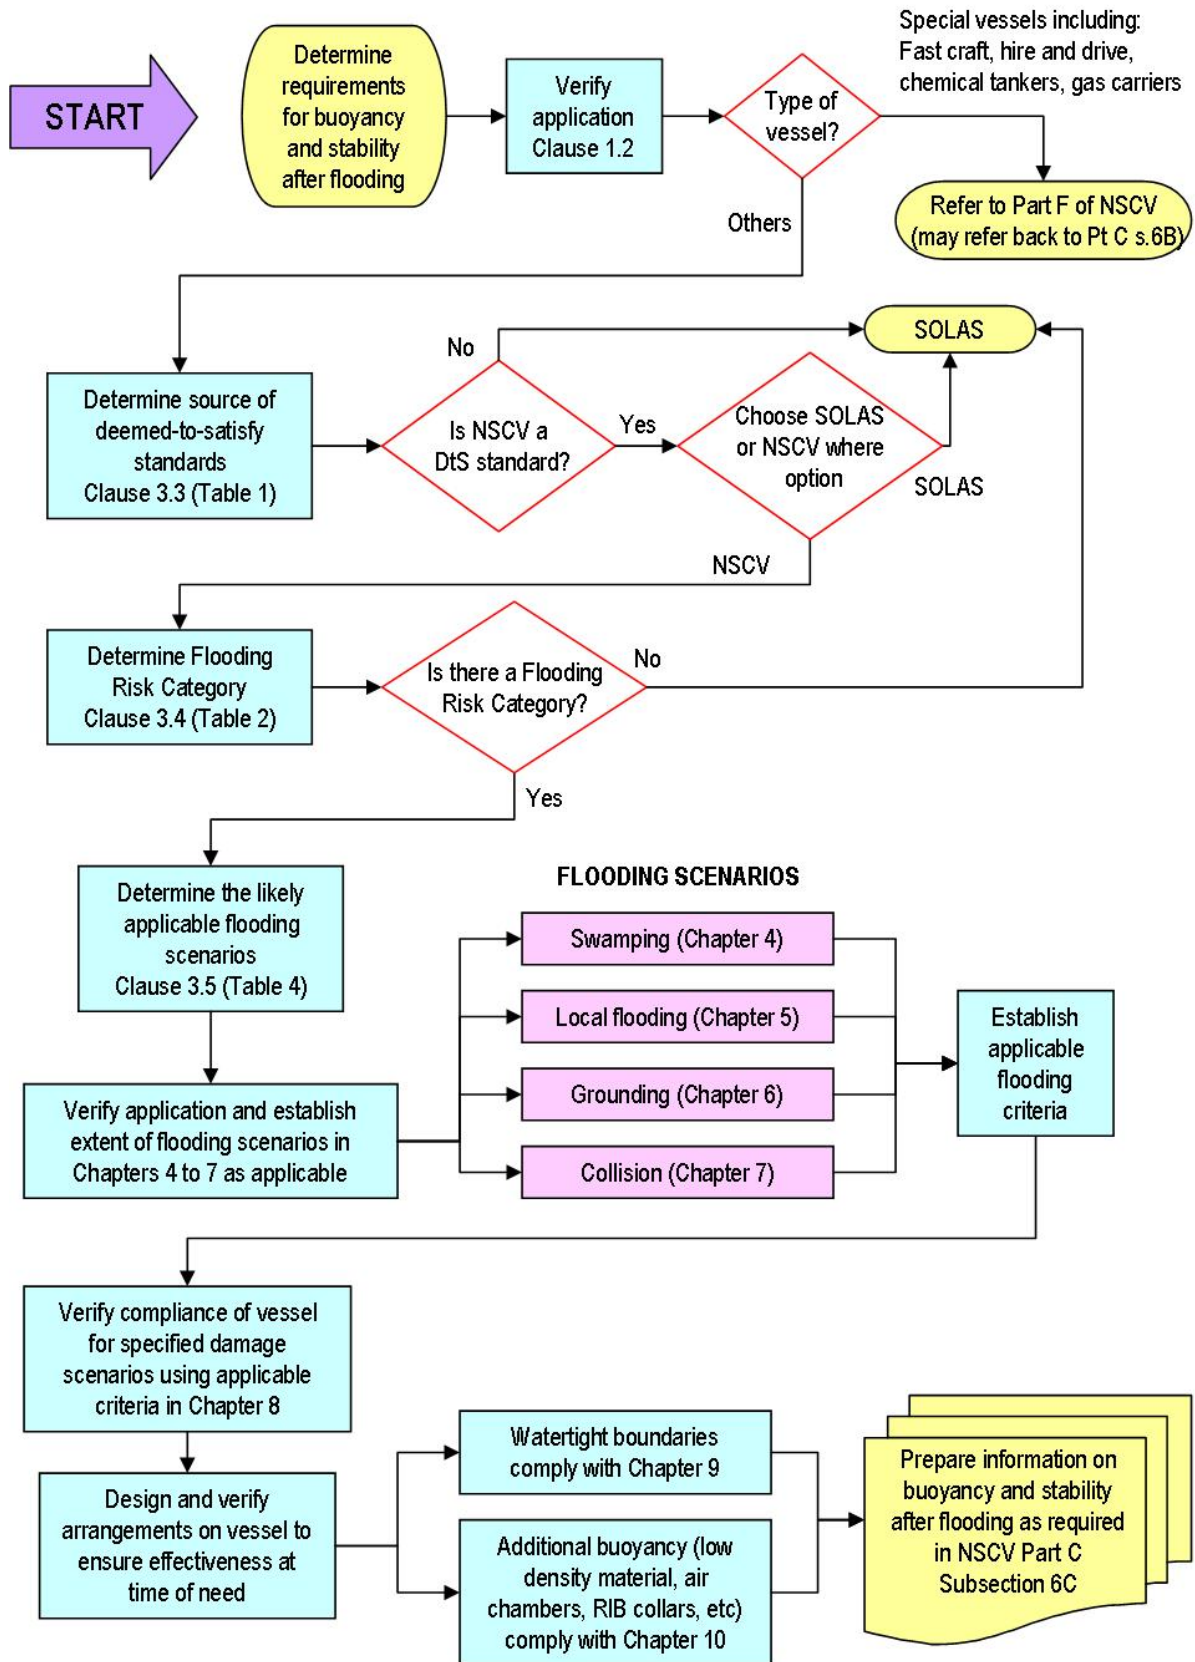 START
Determine
requirements
for buoyancy
and stability
after flooding
Verify
application
Clause 1.2
Type of
vessel?
Special vessels including:
Fast craft, hire and drive,
chemical tankers, gas carriers
Refer to Part F of NSCV
(may refer back to Pt C s.6B)
Others
Determine source of
deemed-to-satisfy
standards
Clause 3.3 (Table 1)
Is NSCV a
DtS standard?
No
Yes
Choose SOLAS
or NSCV where
option
SOLAS
SOLAS
NSCV
Determine Flooding
Risk Category
Clause 3.4 (Table 2)
Is there a Flooding
Risk Category?
No
Yes
Determine the likely
applicable flooding
scenarios
Clause 3.5 (Table 4)
Verify application and establish
extent of flooding scenarios in
Chapters 4 to 7 as applicable
FLOODING SCENARIOS
Swamping (Chapter 4)
Local flooding (Chapter 5)
Grounding (Chapter 6)
Collision (Chapter 7)
Establish
applicable
flooding
criteria
Verify compliance of vessel
for specified damage
scenarios using applicable
criteria in Chapter 8
Design and verify
arrangements on vessel to
ensure effectiveness at
time of need
Watertight boundaries
comply with Chapter 9
Additional buoyancy (low
density material, air
chambers, RIB collars, etc)
comply with Chapter 10
Prepare information on
buoyancy and stability
after flooding as required
in NSCV Part C
Subsection 6C